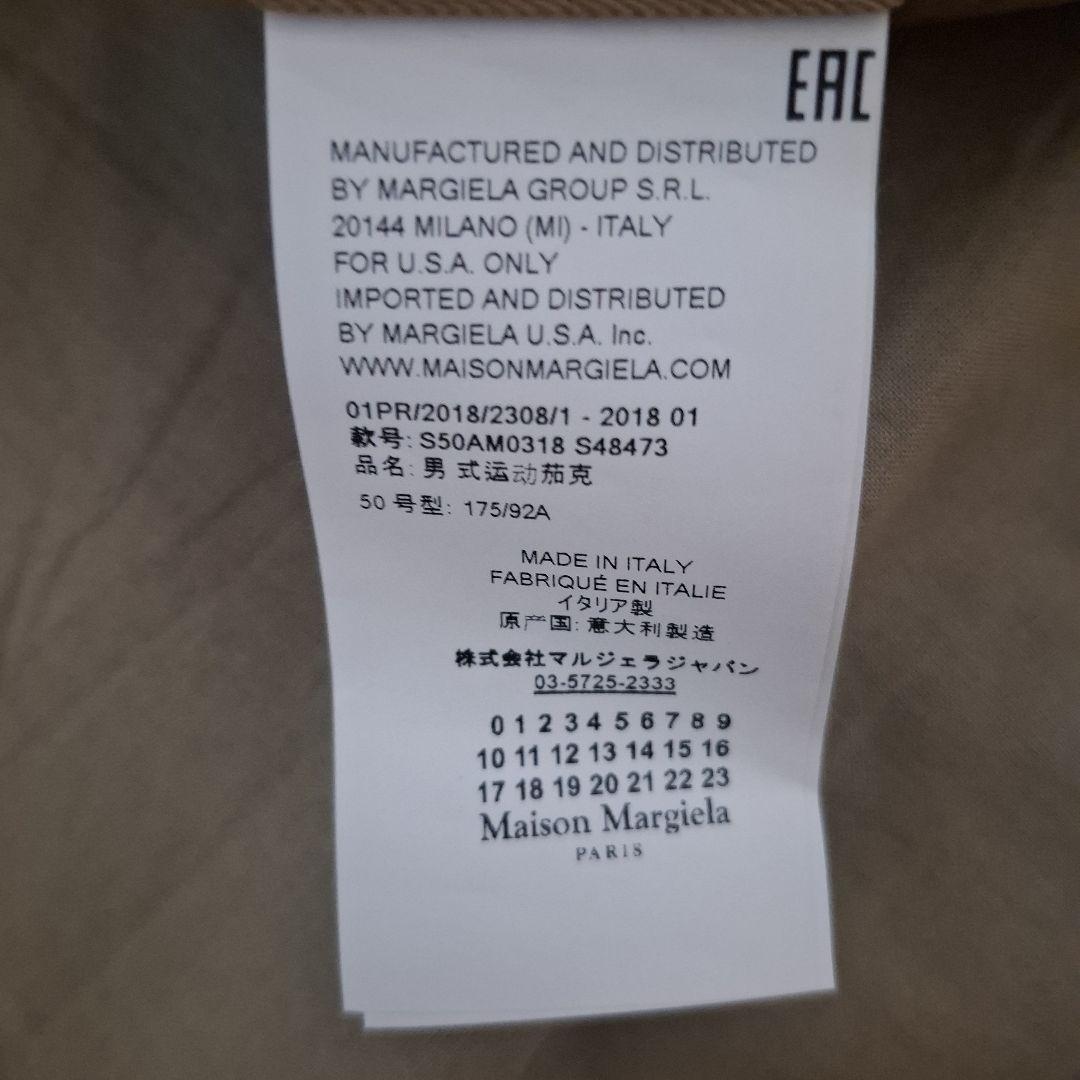 EAC
MANUFACTURED AND DISTRIBUTED
BY MARGIELA GROUP S.R.L.
20144 MILANO (MI) - ITALY
FOR U.S.A. ONLY
IMPORTED AND DISTRIBUTED
BY MARGIELA U.S.A. Inc.
WWW.MAISONMARGIELA.COM
01PR/2018/2308/1 - 2018 01
款号: S50AM0318 S48473
品名: 男 式运动茄克
50 号型: 175/92A
MADE IN ITALY
FABRIQUÉ EN ITALIE
イタリア製
原产国: 意大利製造
株式会社マルジェラジャパン
03-5725-2333
0 1 2 3 4 5 6 7 8 9
10 11 12 13 14 15 16
17 18 19 20 21 22 23
Maison Margiela
PARIS